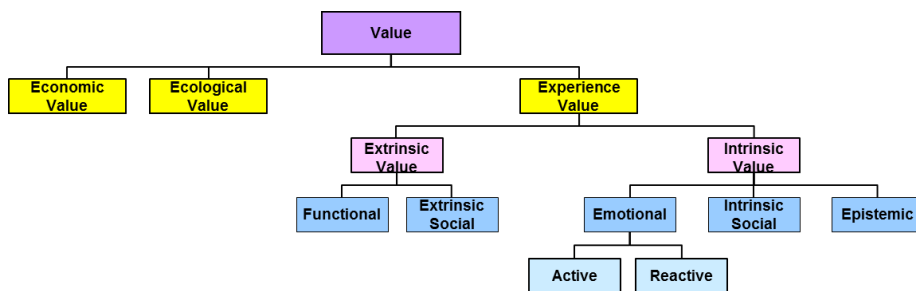 Value
Economic
Value
Ecological
Value
Experience
Value
Extrinsic
Value
Intrinsic
Value
Functional
Extrinsic
Social
Emotional
Intrinsic
Social
Epistemic
Active
Reactive